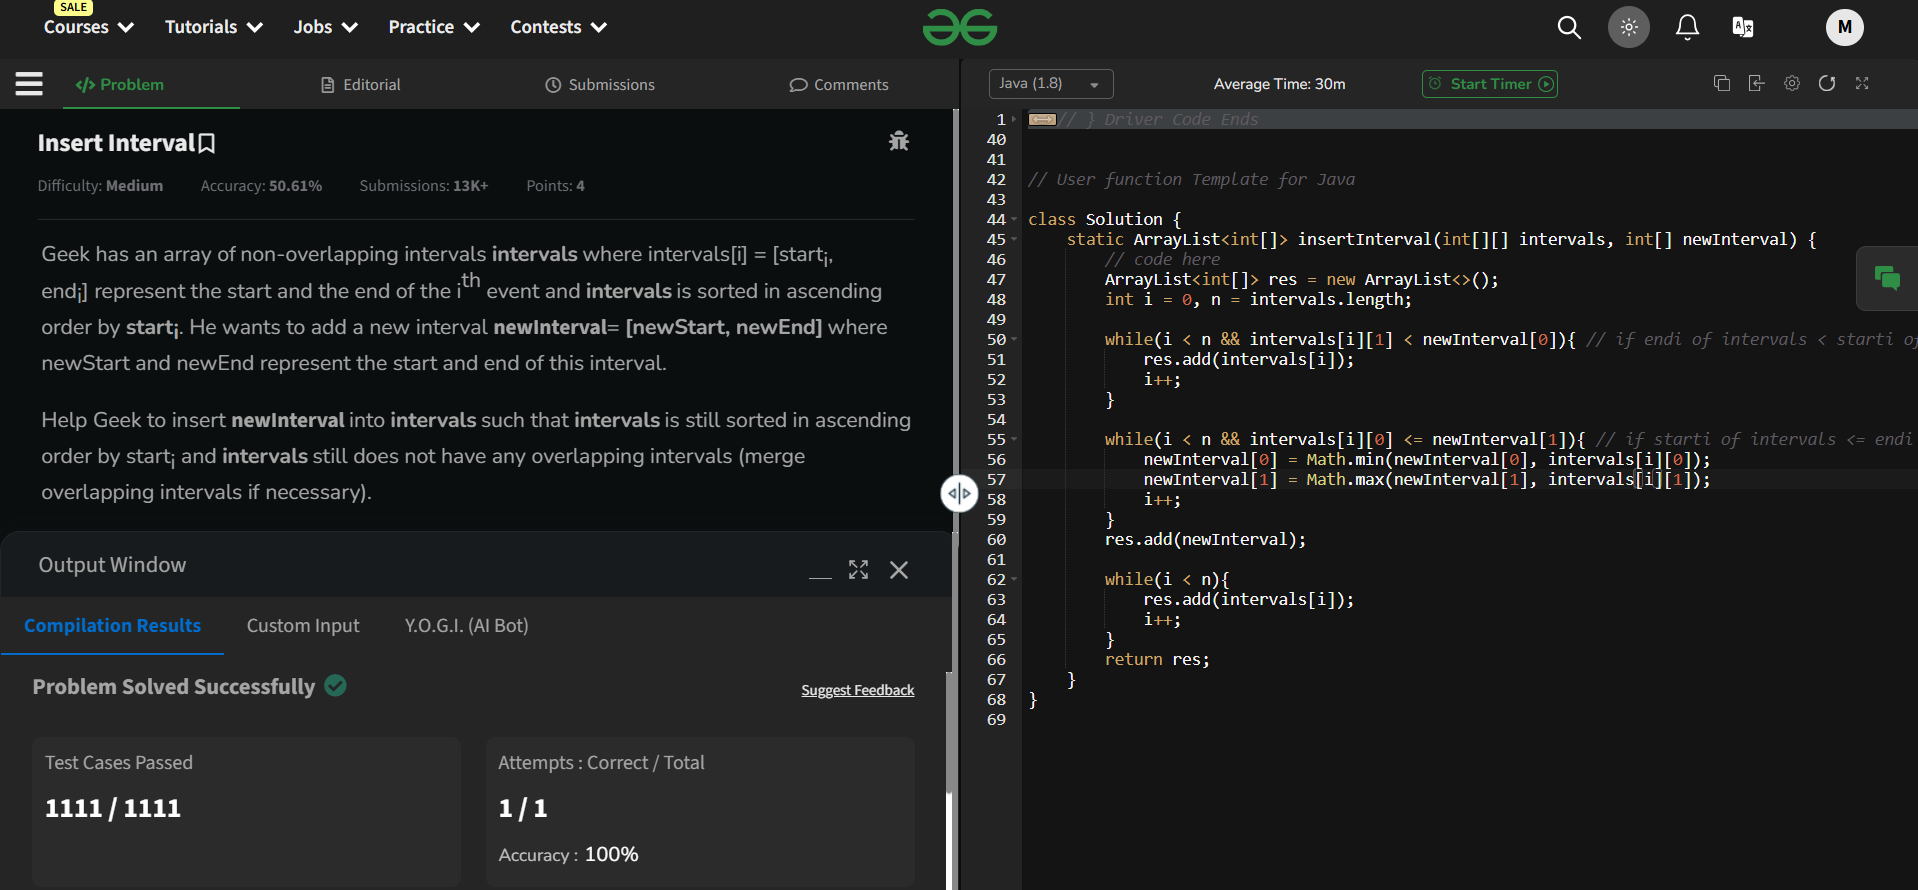 SALE
Courses Tutorials Jobs Practice Contests
M
Problem Editorial Submissions Comments
Java (1.8) Average Time: 30m Start Timer
Insert Interval
Difficulty: Medium Accuracy: 50.61% Submissions: 13K+ Points: 4
Geek has an array of non-overlapping intervals intervals where intervals[i] = [starti,
endi] represent the start and the end of the ith event and intervals is sorted in ascending
order by starti. He wants to add a new interval newInterval= [newStart, newEnd] where
newStart and newEnd represent the start and end of this interval.
Help Geek to insert newInterval into intervals such that intervals is still sorted in ascending
order by starti and intervals still does not have any overlapping intervals (merge
overlapping intervals if necessary).
Output Window
Compilation Results Custom Input Y.O.G.I. (AI Bot)
Problem Solved Successfully
Suggest Feedback
Test Cases Passed
1111 / 1111
Attempts : Correct / Total
1 / 1
Accuracy : 100%
1 // } Driver Code Ends
40
41
42 // User function Template for Java
43
44 class Solution {
45 static ArrayList<int[]> insertInterval(int[][] intervals, int[] newInterval) {
46 // code here
47 ArrayList<int[]> res = new ArrayList<>();
48 int i = 0, n = intervals.length;
49
50 while(i < n && intervals[i][1] < newInterval[0]){ // if endi of intervals < starti of
51 res.add(intervals[i]);
52 i++;
53 }
54
55 while(i < n && intervals[i][0] <= newInterval[1]){ // if starti of intervals <= endi
56 newInterval[0] = Math.min(newInterval[0], intervals[i][0]);
57 newInterval[1] = Math.max(newInterval[1], intervals[i][1]);
58 i++;
59 }
60 res.add(newInterval);
61
62 while(i < n){
63 res.add(intervals[i]);
64 i++;
65 }
66 return res;
67 }
68 }
69